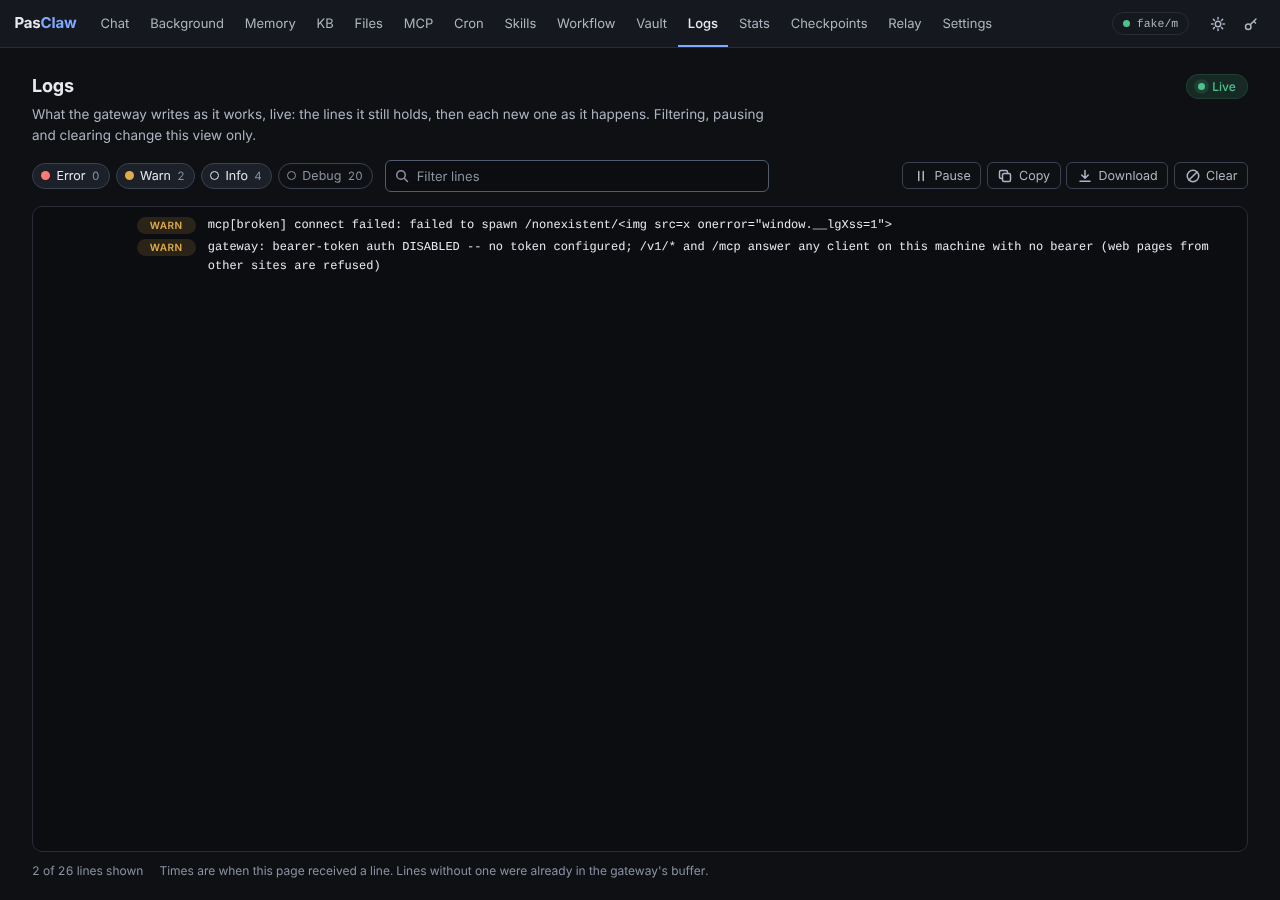 PasClaw Chat Background Memory KB Files MCP Cron Skills Workflow Vault Logs Stats Checkpoints Relay Settings fake/m
Logs
Live
What the gateway writes as it works, live: the lines it still holds, then each new one as it happens. Filtering, pausing
and clearing change this view only.
Error 0 Warn 2 Info 4 Debug 20 Filter lines Pause Copy Download Clear
WARN mcp[broken] connect failed: failed to spawn /nonexistent/<img src=x onerror="window.__lgXss=1">
WARN gateway: bearer-token auth DISABLED -- no token configured; /v1/* and /mcp answer any client on this machine with no bearer (web pages from
other sites are refused)
2 of 26 lines shown Times are when this page received a line. Lines without one were already in the gateway's buffer.